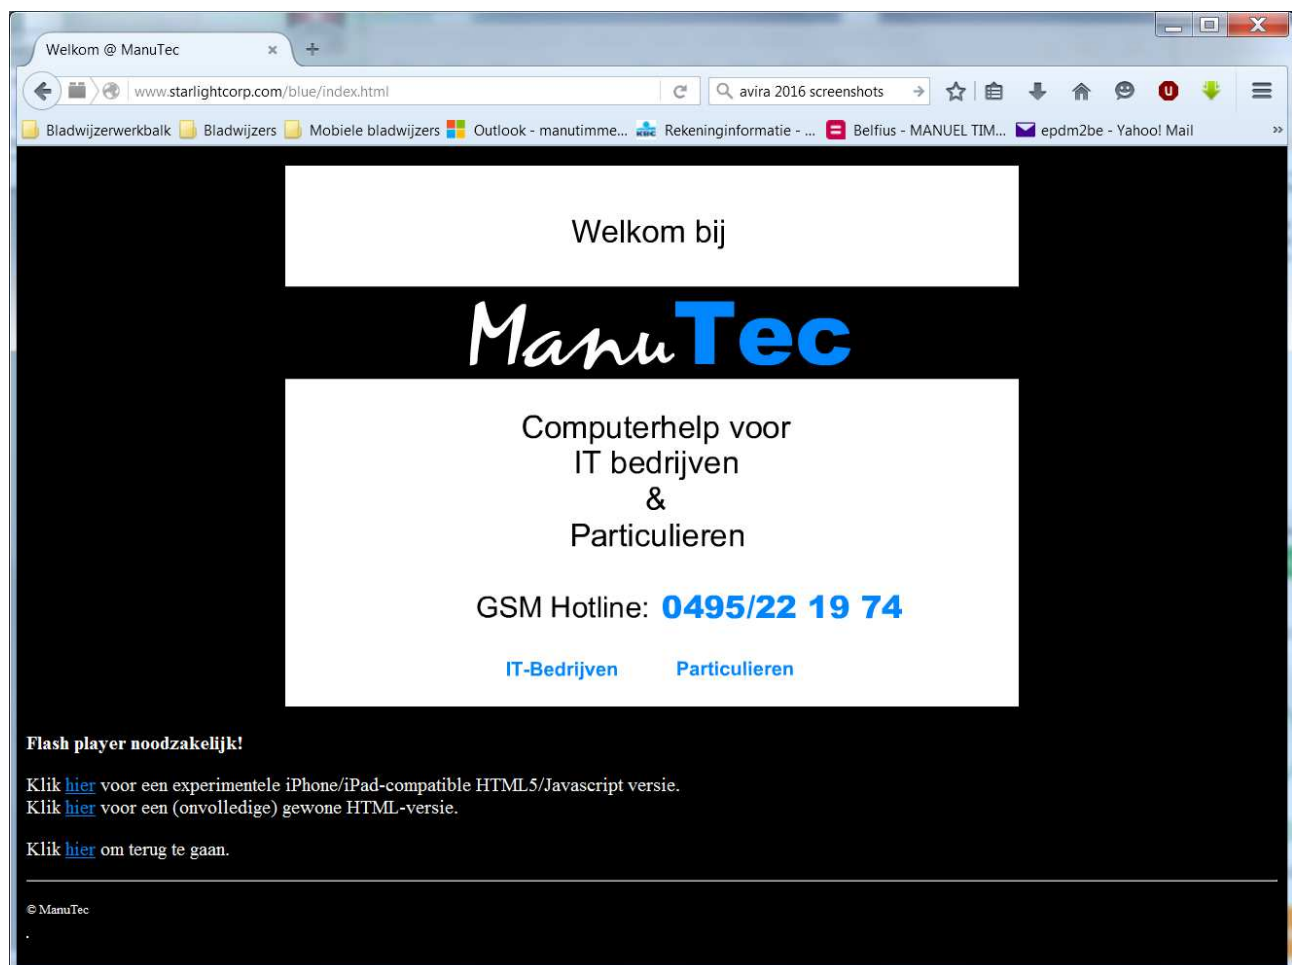 Welkom @ ManuTec
www.starlightcorp.com/blue/index.html
avira 2016 screenshots
Bladwijzerwerkbalk Bladwijzers Mobiele bladwijzers Outlook - manutimme... KBC Rekeninginformatie - ... Belfius - MANUEL TIM... epdm2be - Yahoo! Mail »
Welkom bij
ManuTec
Computerhelp voor
IT bedrijven
&
Particulieren
GSM Hotline: 0495/22 19 74
IT-Bedrijven Particulieren
Flash player noodzakelijk!
Klik hier voor een experimentele iPhone/iPad-compatible HTML5/Javascript versie.
Klik hier voor een (onvolledige) gewone HTML-versie.
Klik hier om terug te gaan.
© ManuTec
.